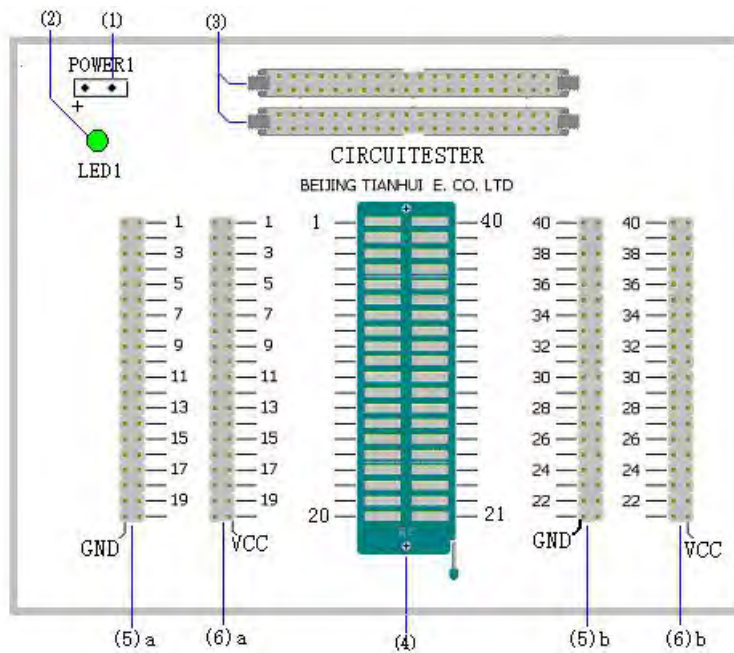 (2) (1) (3)
POWER1
+
LED1
CIRCUITESTER
BEIJING TIANHUI E. CO. LTD
1 1 1 40 40 40
3 3 38 38
5 5 36 36
7 7 34 34
9 9 32 32
11 11 30 30
13 13 28 28
15 15 26 26
17 17 24 24
19 19 22 22
20 21
GND VCC GND VCC
(5)a (6)a (4) (5)b (6)b